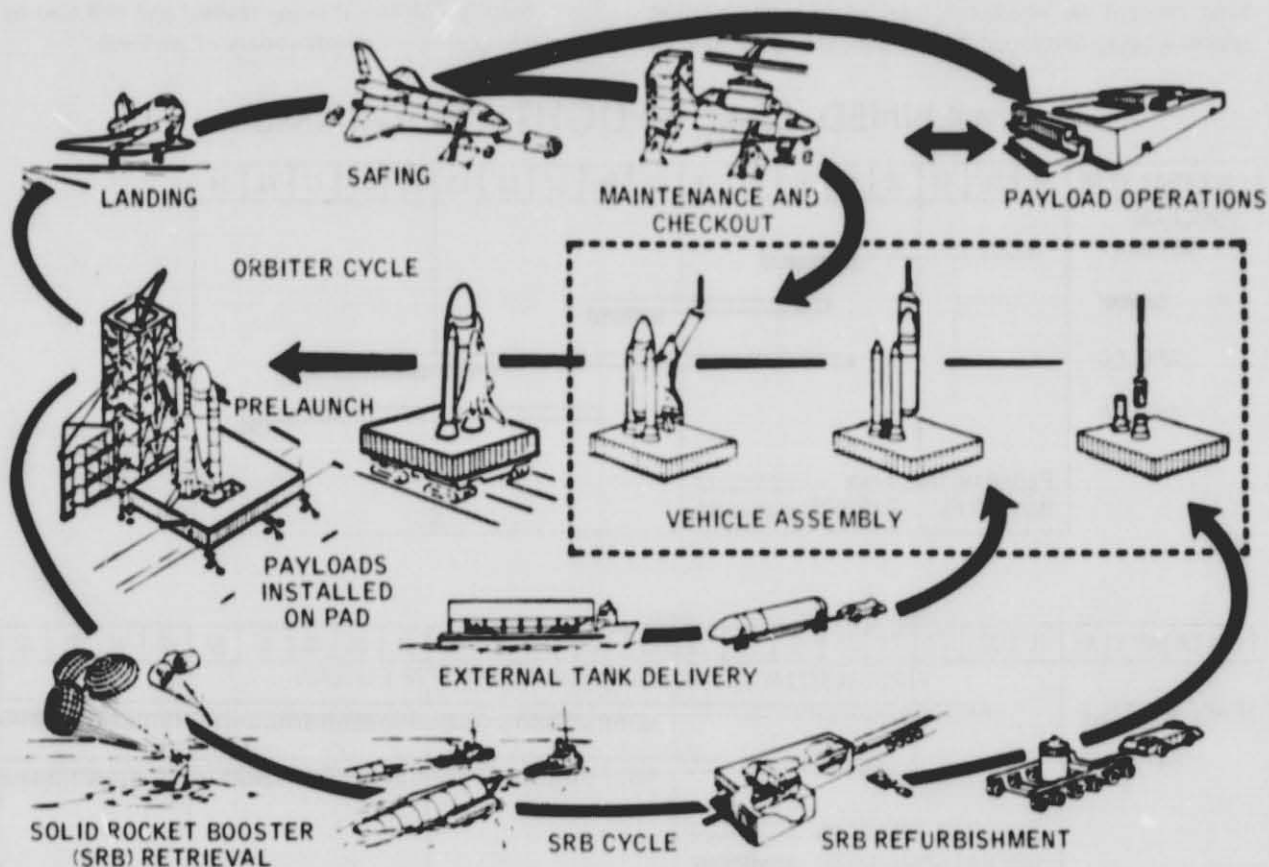 LANDING
SAFING
MAINTENANCE AND
CHECKOUT
PAYLOAD OPERATIONS
ORBITER CYCLE
PRELAUNCH
VEHICLE ASSEMBLY
PAYLOADS
INSTALLED
ON PAD
EXTERNAL TANK DELIVERY
SOLID ROCKET BOOSTER
(SRB) RETRIEVAL
SRB CYCLE
SRB REFURBISHMENT